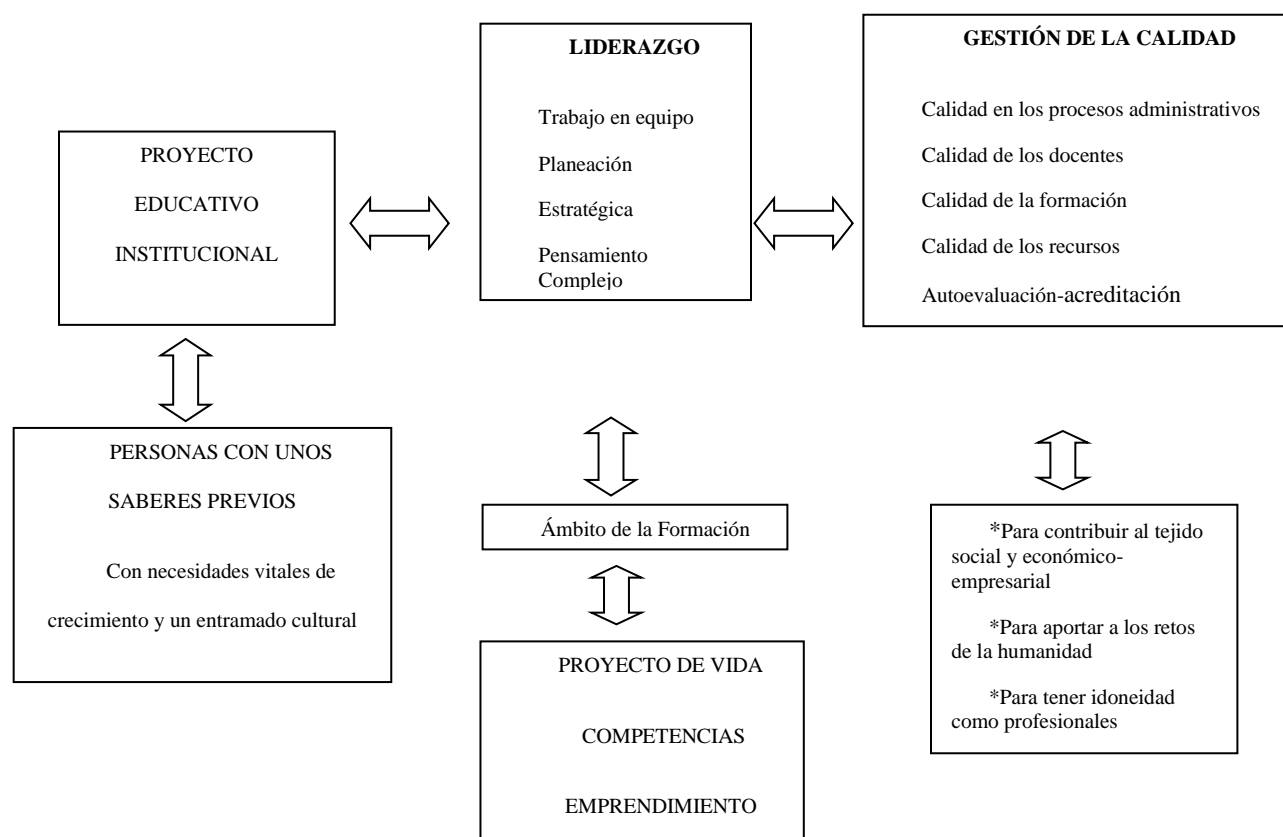 LIDERAZGO
Trabajo en equipo
Planeación
Estratégica
Pensamiento
Complejo
GESTIÓN DE LA CALIDAD
Calidad en los procesos administrativos
Calidad de los docentes
Calidad de la formación
Calidad de los recursos
Autoevaluación-acreditación
PROYECTO
EDUCATIVO
INSTITUCIONAL
PERSONAS CON UNOS
SABERES PREVIOS
Con necesidades vitales de
crecimiento y un entramado cultural
Ámbito de la Formación
PROYECTO DE VIDA
COMPETENCIAS
EMPRENDIMIENTO
*Para contribuir al tejido
social y económico-
empresarial
*Para aportar a los retos
de la humanidad
*Para tener idoneidad
como profesionales